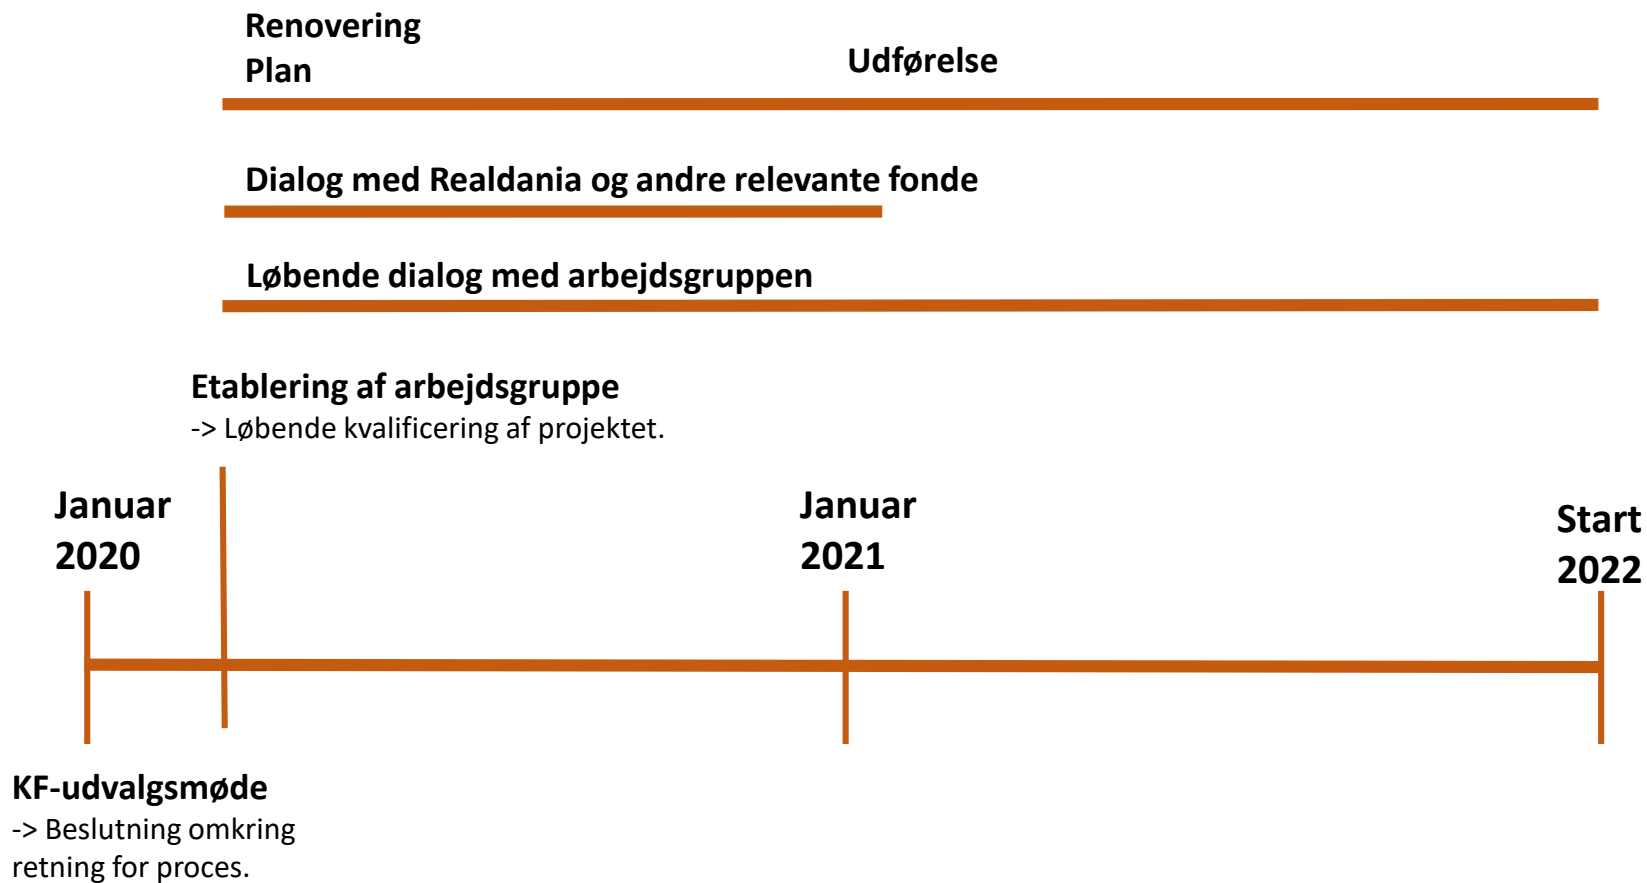 Renovering
Plan
Udførelse
Dialog med Realdania og andre relevante fonde
Løbende dialog med arbejdsgruppen
Etablering af arbejdsgruppe
-> Løbende kvalificering af projektet.
Januar
2020
Januar
2021
Start
2022
KF-udvalgsmøde
-> Beslutning omkring
retning for proces.